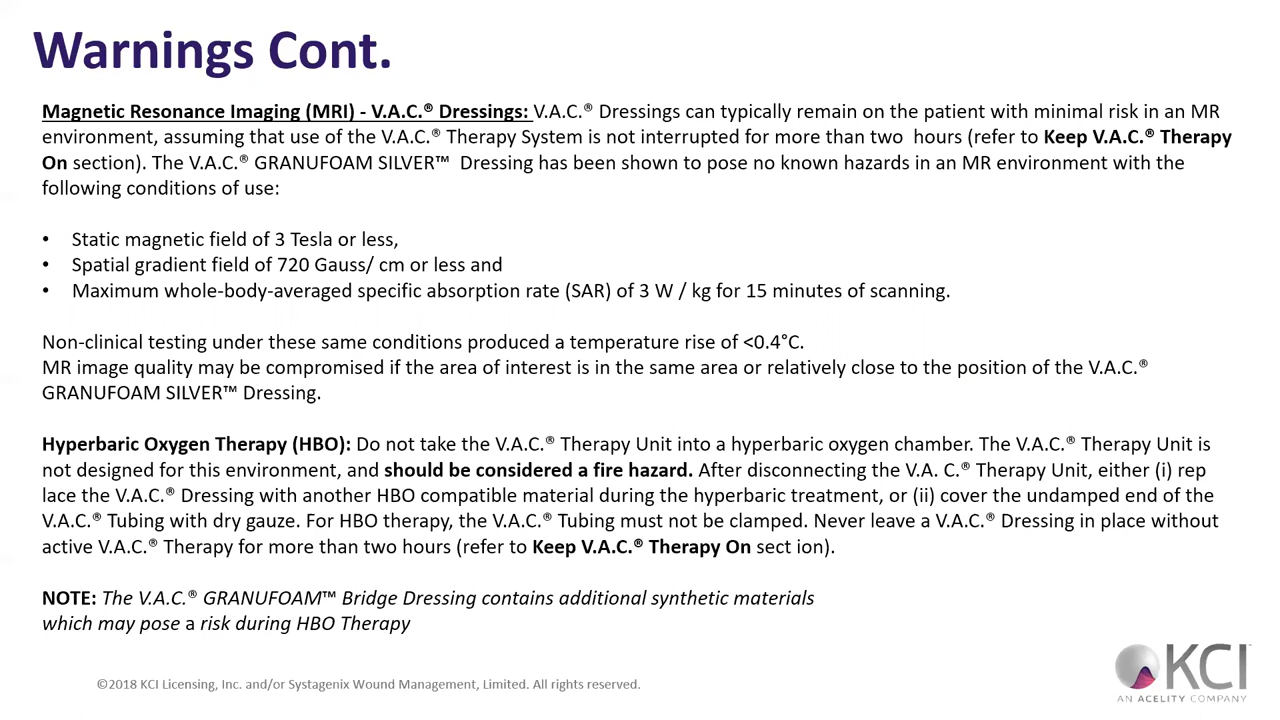 Warnings Cont.
Magnetic Resonance Imaging (MRI) - V.A.C.® Dressings: V.A.C.® Dressings can typically remain on the patient with minimal risk in an MR
environment, assuming that use of the V.A.C.® Therapy System is not interrupted for more than two hours (refer to Keep V.A.C.® Therapy
On section). The V.A.C.® GRANUFOAM SILVER™ Dressing has been shown to pose no known hazards in an MR environment with the
following conditions of use:
• Static magnetic field of 3 Tesla or less,
• Spatial gradient field of 720 Gauss/ cm or less and
• Maximum whole-body-averaged specific absorption rate (SAR) of 3 W / kg for 15 minutes of scanning.
Non-clinical testing under these same conditions produced a temperature rise of <0.4°C.
MR image quality may be compromised if the area of interest is in the same area or relatively close to the position of the V.A.C.®
GRANUFOAM SILVER™ Dressing.
Hyperbaric Oxygen Therapy (HBO): Do not take the V.A.C.® Therapy Unit into a hyperbaric oxygen chamber. The V.A.C.® Therapy Unit is
not designed for this environment, and should be considered a fire hazard. After disconnecting the V.A. C.® Therapy Unit, either (i) rep
lace the V.A.C.® Dressing with another HBO compatible material during the hyperbaric treatment, or (ii) cover the undamped end of the
V.A.C.® Tubing with dry gauze. For HBO therapy, the V.A.C.® Tubing must not be clamped. Never leave a V.A.C.® Dressing in place without
active V.A.C.® Therapy for more than two hours (refer to Keep V.A.C.® Therapy On sect ion).
NOTE: The V.A.C.® GRANUFOAM™ Bridge Dressing contains additional synthetic materials
which may pose a risk during HBO Therapy
©2018 KCI Licensing, Inc. and/or Systagenix Wound Management, Limited. All rights reserved.
KCI™
AN ACELITY COMPANY